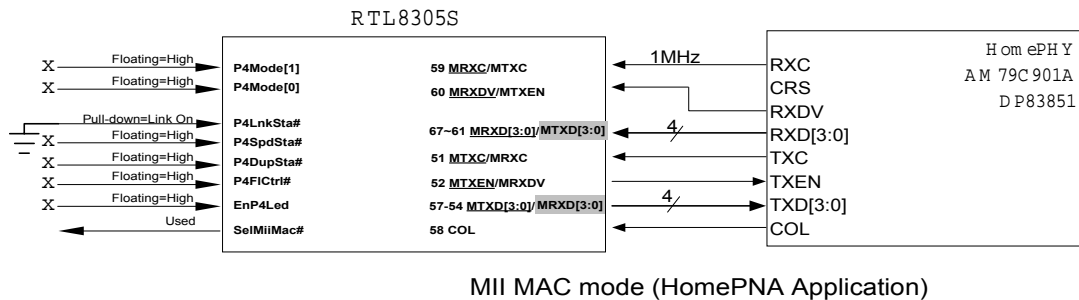 RTL8305S
X Floating=High P4Mode[1]
X Floating=High P4Mode[0]
Pull-down=Link On P4LnkSta#
X Floating=High P4SpdSta#
X Floating=High P4DupSta#
X Floating=High P4FlCtrl#
X Floating=High EnP4Led
Used SelMiiMac#
59 MRXC/MTXC
60 MRXDV/MTXEN
67~61 MRXD[3:0]/MTXD[3:0]
51 MTXC/MRXC
52 MTXEN/MRXDV
57-54 MTXD[3:0]/MRXD[3:0]
58 COL
1MHz
4
4
RXC
CRS
RXDV
RXD[3:0]
TXC
TXEN
TXD[3:0]
COL
HomePHY
AM79C901A
DP83851
MII MAC mode (HomePNA Application)